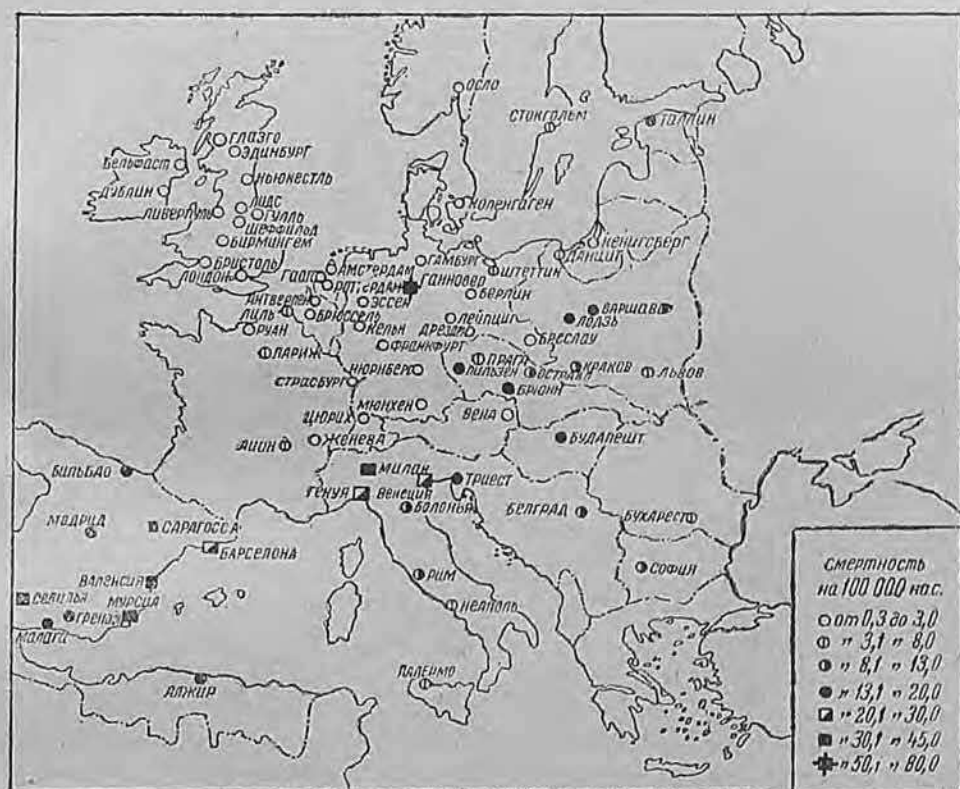 ОСЛО
СТОКГОЛЬМ
ТАЛЛИН
ГЛАЗГО
ЭДИНБУРГ
БЕЛЬФАСТ
НЬЮКЕСТЛЬ
ДУБЛИН
ЛИДС
ЛИВЕРПУЛЬ
ГУЛЛЬ
ШЕФФИЛЬД
БИРМИНГЕМ
КОПЕНГАГЕН
КЕНИГСБЕРГ
ДАНЦИГ
БРИСТОЛЬ
ЛОНДОН
ГААГА
АМСТЕРДАМ
ГАМБУРГ
ШТЕТТИН
ГАННОВЕР
БЕРЛИН
АНТВЕРПЕН
ЭССЕН
ЛИЛЬ
БРЮССЕЛЬ
ВАРШАВА
ЛОДЗЬ
РУАН
КЕЛЬН
ЛЕЙПЦИГ
ДРЕЗДЕН
БРЕСЛАУ
ФРАНКФУРТ
ПАРИЖ
ПРАГА
НЮРНБЕРГ
ПИЛЬЗЕН
ОСТРАВА
КРАКОВ
ЛЬВОВ
СТРАСБУРГ
БРЮНН
МЮНХЕН
ЦЮРИХ
ВЕНА
ЖЕНЕВА
БУДАПЕШТ
БИЛЬБАО
МИЛАН
ТРИЕСТ
ГЕНУЯ
ВЕНЕЦИЯ
БОЛОНЬЯ
БЕЛГРАД
БУХАРЕСТ
МАДРИД
САРАГОССА
БАРСЕЛОНА
РИМ
СОФИЯ
ВАЛЕНСИЯ
СЕВИЛЬЯ
МУРСИЯ
НЕАПОЛЬ
МАЛАГА
ПАЛЕРМО
АЛЖИР
СМЕРТНОСТЬ
на 100 000 нас.
от 0,3 до 3,0
" 3,1 " 8,0
" 8,1 " 13,0
" 13,1 " 20,0
" 20,1 " 30,0
" 30,1 " 45,0
" 50,1 " 80,0